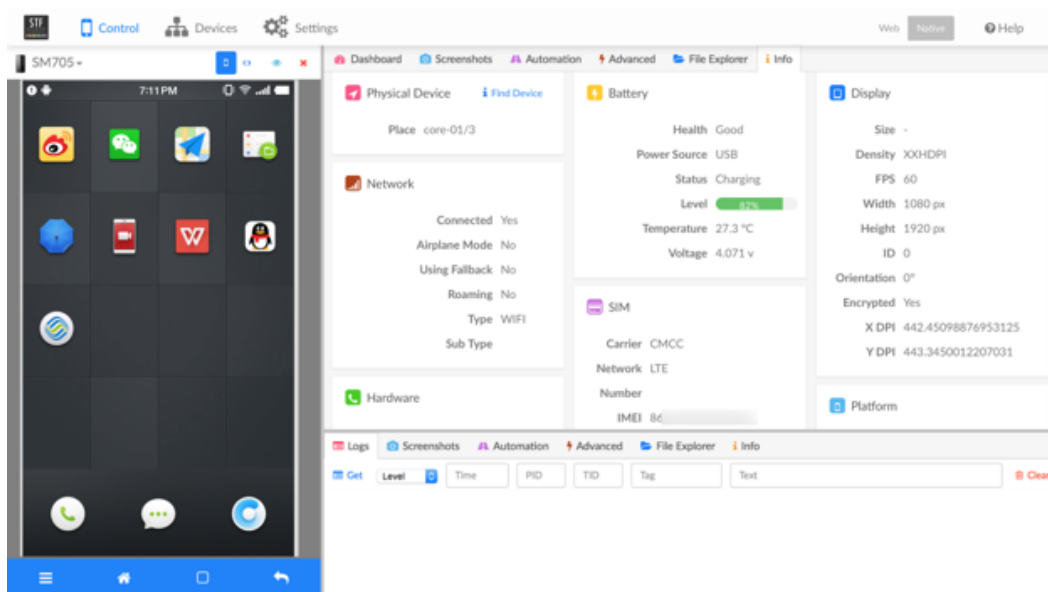 STF Control Devices Settings Web Native Help
SM705
7:11 PM
Dashboard Screenshots Automation Advanced File Explorer Info
Physical Device Find Device
Place core-01/3
Network
Connected Yes
Airplane Mode No
Using Fallback No
Roaming No
Type WIFI
Sub Type
Hardware
Battery
Health Good
Power Source USB
Status Charging
Level 82%
Temperature 27.3 °C
Voltage 4.071 v
SIM
Carrier CMCC
Network LTE
Number
IMEI 86
Display
Size -
Density XXHDPI
FPS 60
Width 1080 px
Height 1920 px
ID 0
Orientation 0°
Encrypted Yes
X DPI 442.45098876953125
Y DPI 443.3450012207031
Platform
Logs Screenshots Automation Advanced File Explorer Info
Get Level Time PID TID Tag Text Clear